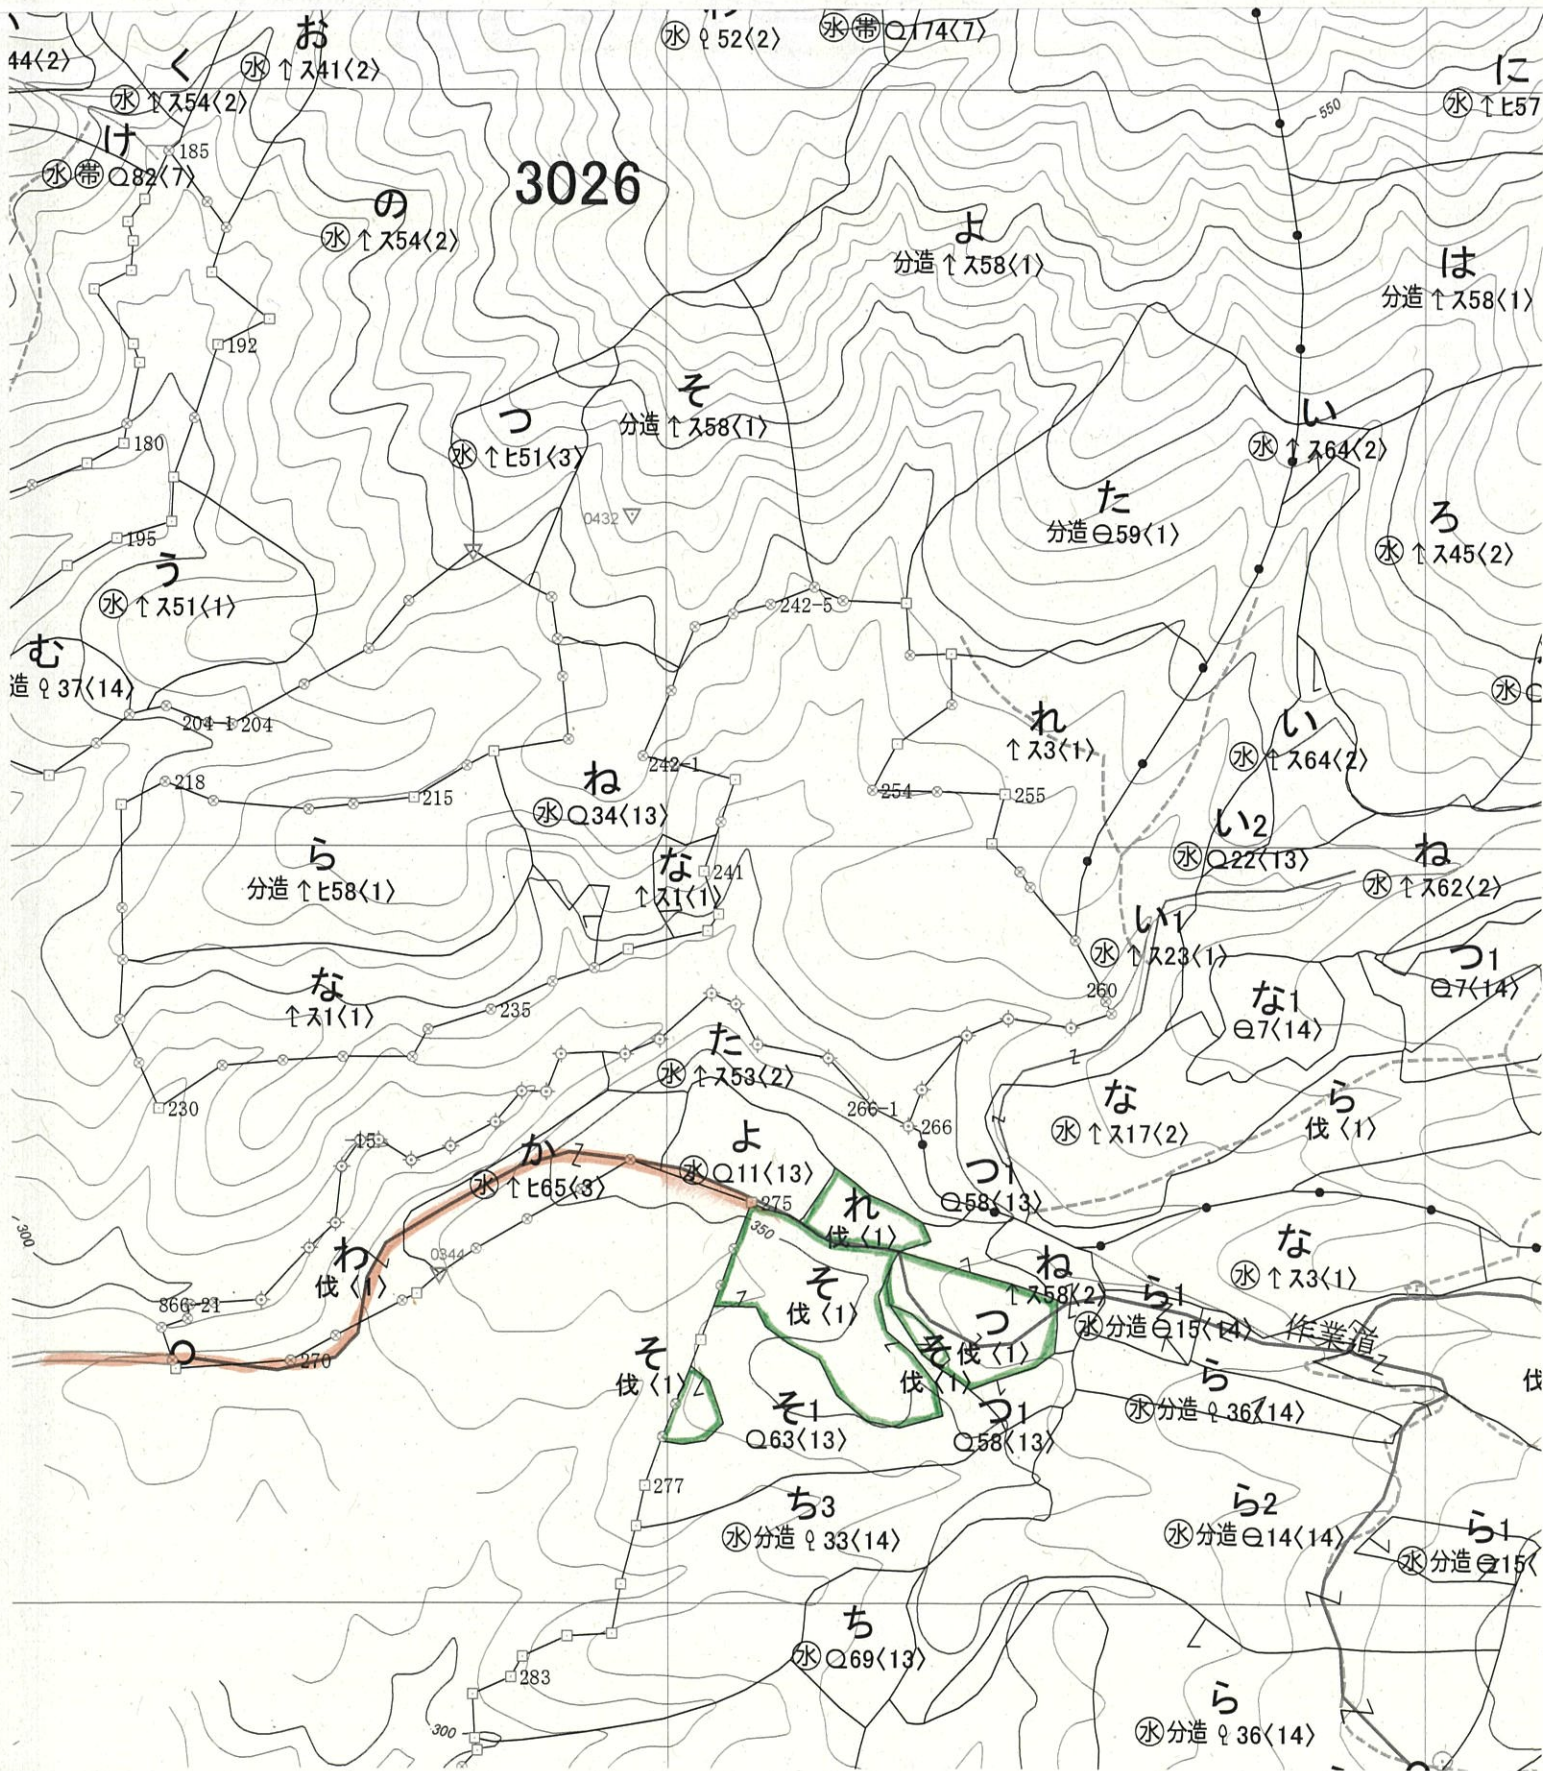 44〈2〉
く
㊌ ↑ス54〈2〉
お
㊌ ↑ス41〈2〉
㊌ ♀52〈2〉
㊌ 帯 Q174〈7〉
に
㊌ ↑ヒ57
550
け
㊌ 帯 Q82〈7〉
185
3026
の
㊌ ↑ス54〈2〉
よ
分造 ↑ス58〈1〉
は
分造 ↑ス58〈1〉
192
そ
分造 ↑ス58〈1〉
つ
㊌ ↑ヒ51〈3〉
い
㊌ ↑ス64〈2〉
180
0432
た
分造 Q59〈1〉
ろ
㊌ ↑ス45〈2〉
195
う
㊌ ↑ス51〈1〉
242-5
む
造 ♀37〈14〉
204-1
204
れ
↑ス3〈1〉
い
㊌ ↑ス64〈2〉
㊌
242-1
218
215
ね
㊌ Q34〈13〉
254
255
い2
㊌ Q22〈13〉
ね
㊌ ↑ス62〈2〉
ら
分造 ↑ヒ58〈1〉
な
↑ス1〈1〉
241
い1
㊌ ↑ス23〈1〉
つ1
Q7〈14〉
な
↑ス1〈1〉
235
260
な1
Q7〈14〉
た
㊌ ↑ス53〈2〉
230
266-1
266
な
㊌ ↑ス17〈2〉
ら
伐〈1〉
15
か
㊌ ↑ヒ65〈3〉
よ
㊌ Q11〈13〉
つ1
Q58〈13〉
275
れ
伐〈1〉
300
350
わ
伐〈1〉
0344
そ
伐〈1〉
ね
↑ス58〈2〉
な
㊌ ↑ス3〈1〉
866-21
ら1
㊌ 分造 Q15〈14〉
作業道
270
そ
伐〈1〉
つ
伐〈1〉
そ
伐〈1〉
ら
㊌ 分造 ♀36〈14〉
伐
そ1
Q63〈13〉
つ1
Q58〈13〉
277
ち3
㊌ 分造 ♀33〈14〉
ら2
㊌ 分造 Q14〈14〉
ら1
㊌ 分造 Q15〈
ち
㊌ Q69〈13〉
283
300
ら
㊌ 分造 ♀36〈14〉